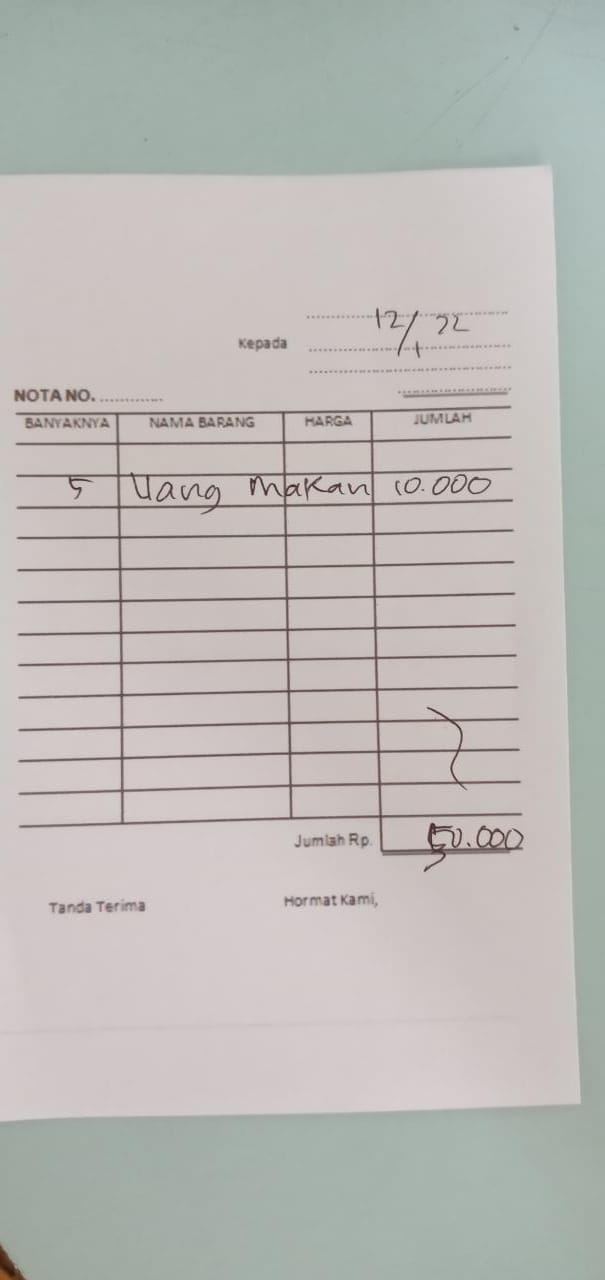 12/1 22
Kepada
NOTA NO. .............
BANYAKNYA NAMA BARANG HARGA JUMLAH
5 Uang Makan 10.000
Jumlah Rp. 50.000
Tanda Terima Hormat Kami,